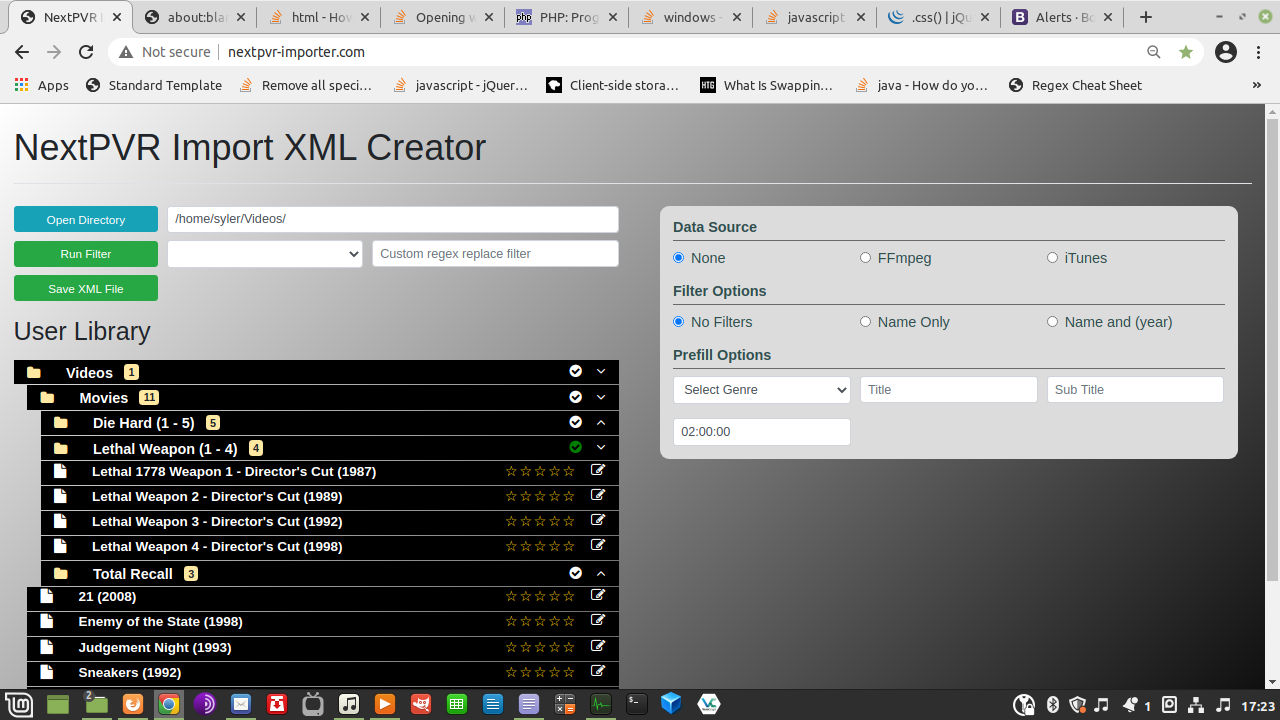 NextPVR I
about:bla
html - How
Opening w
PHP: Prog
windows -
javascript
.css() | jQu
Alerts · Bo
Not secure
nextpvr-importer.com
Apps
Standard Template
Remove all speci…
javascript - jQuer…
Client-side stora…
HTG
What Is Swappin…
java - How do yo…
Regex Cheat Sheet
»
NextPVR Import XML Creator
Open Directory
/home/syler/Videos/
Run Filter
Custom regex replace filter
Save XML File
User Library
Videos 1
Movies 11
Die Hard (1 - 5) 5
Lethal Weapon (1 - 4) 4
Lethal 1778 Weapon 1 - Director's Cut (1987)
Lethal Weapon 2 - Director's Cut (1989)
Lethal Weapon 3 - Director's Cut (1992)
Lethal Weapon 4 - Director's Cut (1998)
Total Recall 3
21 (2008)
Enemy of the State (1998)
Judgement Night (1993)
Sneakers (1992)
Data Source
None
FFmpeg
iTunes
Filter Options
No Filters
Name Only
Name and (year)
Prefill Options
Select Genre
Title
Sub Title
02:00:00
2
1
17:23